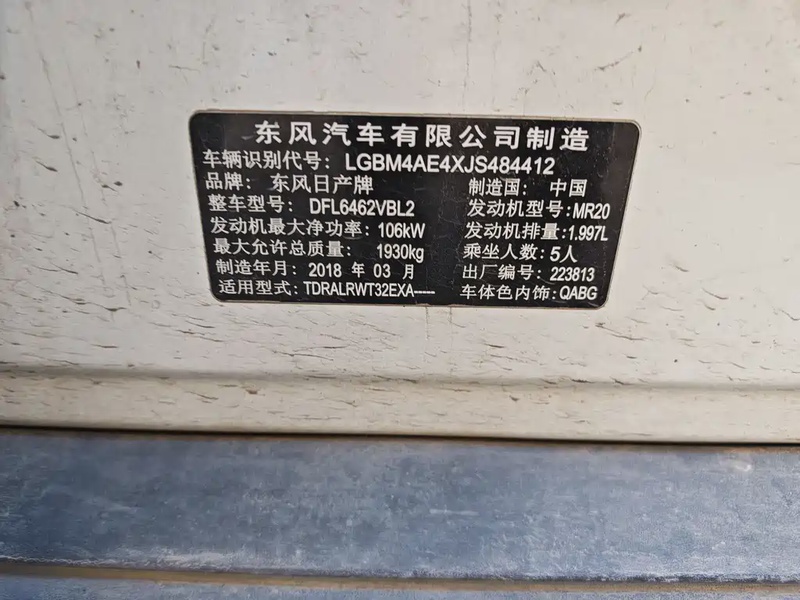 东风汽车有限公司制造
车辆识别代号: LGBM4AE4XJS484412
品牌: 东风日产牌 制造国: 中国
整车型号: DFL6462VBL2 发动机型号: MR20
发动机最大净功率: 106kW 发动机排量: 1.997L
最大允许总质量: 1930kg 乘坐人数: 5人
制造年月: 2018 年 03 月 出厂编号: 223813
适用型式: TDRALRWT32EXA----- 车体色内饰: QABG